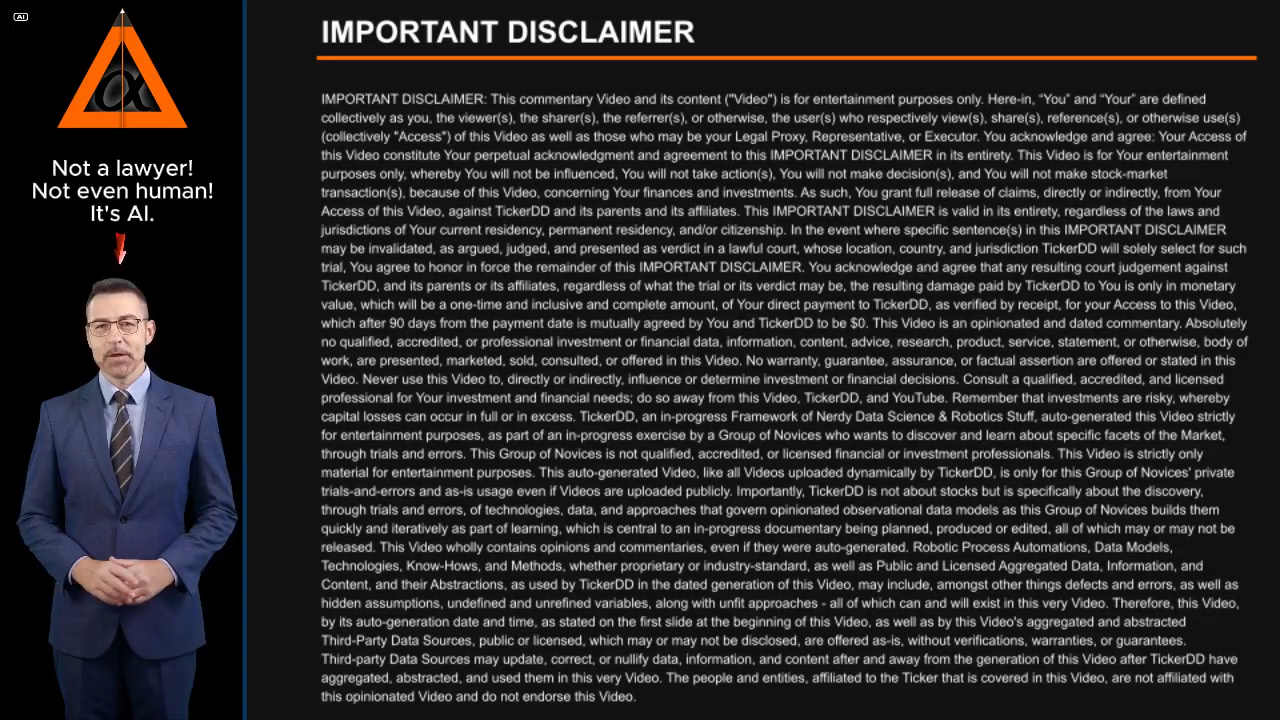 AI
α
Not a lawyer!
Not even human!
It's AI.
IMPORTANT DISCLAIMER
IMPORTANT DISCLAIMER: This commentary Video and its content ("Video") is for entertainment purposes only. Here-in, “You” and “Your” are defined
collectively as you, the viewer(s), the sharer(s), the referrer(s), or otherwise, the user(s) who respectively view(s), share(s), reference(s), or otherwise use(s)
(collectively "Access") of this Video as well as those who may be your Legal Proxy, Representative, or Executor. You acknowledge and agree: Your Access of
this Video constitute Your perpetual acknowledgment and agreement to this IMPORTANT DISCLAIMER in its entirety. This Video is for Your entertainment
purposes only, whereby You will not be influenced, You will not take action(s), You will not make decision(s), and You will not make stock-market
transaction(s), because of this Video, concerning Your finances and investments. As such, You grant full release of claims, directly or indirectly, from Your
Access of this Video, against TickerDD and its parents and its affiliates. This IMPORTANT DISCLAIMER is valid in its entirety, regardless of the laws and
jurisdictions of Your current residency, permanent residency, and/or citizenship. In the event where specific sentence(s) in this IMPORTANT DISCLAIMER
may be invalidated, as argued, judged, and presented as verdict in a lawful court, whose location, country, and jurisdiction TickerDD will solely select for such
trial, You agree to honor in force the remainder of this IMPORTANT DISCLAIMER. You acknowledge and agree that any resulting court judgement against
TickerDD, and its parents or its affiliates, regardless of what the trial or its verdict may be, the resulting damage paid by TickerDD to You is only in monetary
value, which will be a one-time and inclusive and complete amount, of Your direct payment to TickerDD, as verified by receipt, for your Access to this Video,
which after 90 days from the payment date is mutually agreed by You and TickerDD to be $0. This Video is an opinionated and dated commentary. Absolutely
no qualified, accredited, or professional investment or financial data, information, content, advice, research, product, service, statement, or otherwise, body of
work, are presented, marketed, sold, consulted, or offered in this Video. No warranty, guarantee, assurance, or factual assertion are offered or stated in this
Video. Never use this Video to, directly or indirectly, influence or determine investment or financial decisions. Consult a qualified, accredited, and licensed
professional for Your investment and financial needs; do so away from this Video, TickerDD, and YouTube. Remember that investments are risky, whereby
capital losses can occur in full or in excess. TickerDD, an in-progress Framework of Nerdy Data Science & Robotics Stuff, auto-generated this Video strictly
for entertainment purposes, as part of an in-progress exercise by a Group of Novices who wants to discover and learn about specific facets of the Market,
through trials and errors. This Group of Novices is not qualified, accredited, or licensed financial or investment professionals. This Video is strictly only
material for entertainment purposes. This auto-generated Video, like all Videos uploaded dynamically by TickerDD, is only for this Group of Novices' private
trials-and-errors and as-is usage even if Videos are uploaded publicly. Importantly, TickerDD is not about stocks but is specifically about the discovery,
through trials and errors, of technologies, data, and approaches that govern opinionated observational data models as this Group of Novices builds them
quickly and iteratively as part of learning, which is central to an in-progress documentary being planned, produced or edited, all of which may or may not be
released. This Video wholly contains opinions and commentaries, even if they were auto-generated. Robotic Process Automations, Data Models,
Technologies, Know-Hows, and Methods, whether proprietary or industry-standard, as well as Public and Licensed Aggregated Data, Information, and
Content, and their Abstractions, as used by TickerDD in the dated generation of this Video, may include, amongst other things defects and errors, as well as
hidden assumptions, undefined and unrefined variables, along with unfit approaches - all of which can and will exist in this very Video. Therefore, this Video,
by its auto-generation date and time, as stated on the first slide at the beginning of this Video, as well as by this Video's aggregated and abstracted
Third-Party Data Sources, public or licensed, which may or may not be disclosed, are offered as-is, without verifications, warranties, or guarantees.
Third-party Data Sources may update, correct, or nullify data, information, and content after and away from the generation of this Video after TickerDD have
aggregated, abstracted, and used them in this very Video. The people and entities, affiliated to the Ticker that is covered in this Video, are not affiliated with
this opinionated Video and do not endorse this Video.